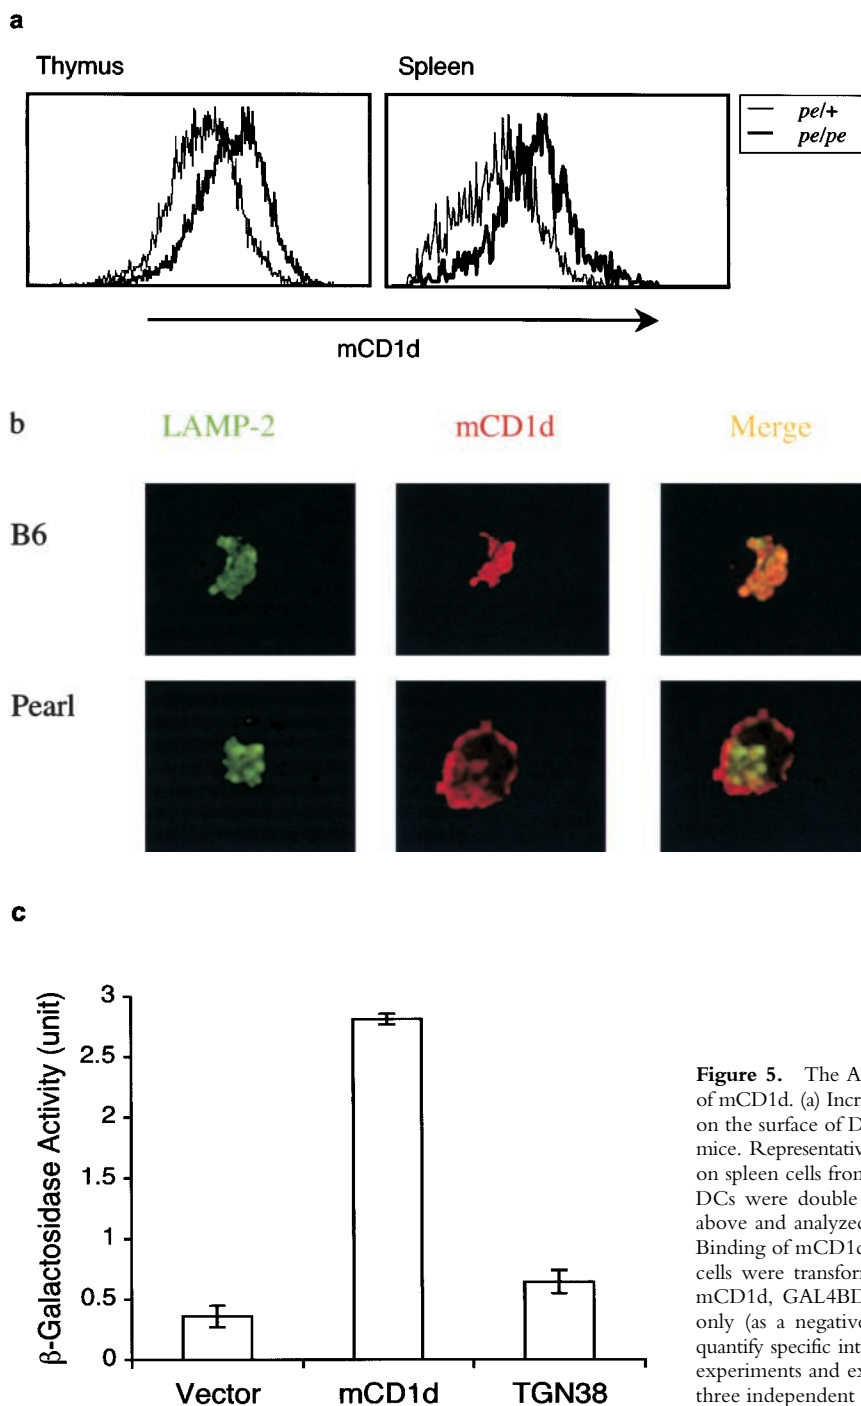 a
Thymus
Spleen
pe/+
pe/pe
mCD1d
b
LAMP-2
mCD1d
Merge
B6
Pearl
c
β-Galactosidase Activity (unit)
3
2.5
2
1.5
1
0.5
0
Vector
mCD1d
TGN38
Figure 5. The A
of mCD1d. (a) Incr
on the surface of D
mice. Representativ
on spleen cells from
DCs were double
above and analyzed
Binding of mCD1d
cells were transforn
mCD1d, GAL4BD
only (as a negative
quantify specific int
experiments and ex
three independent